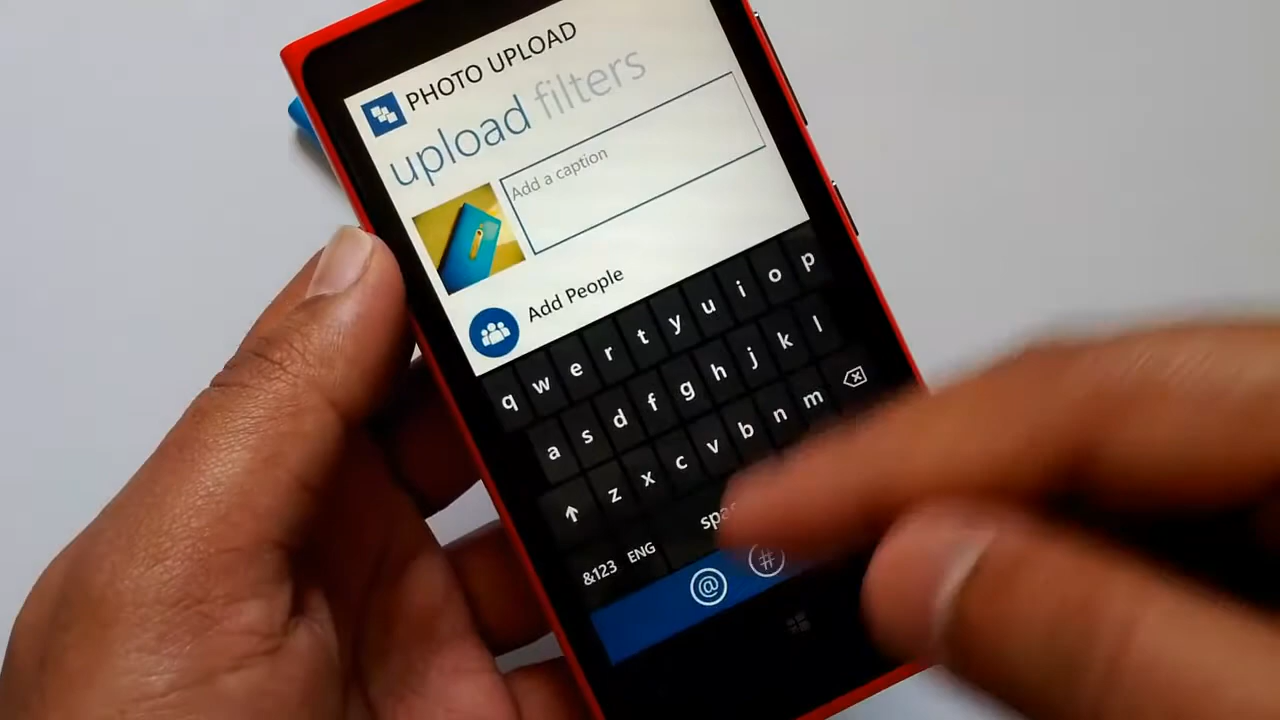 PHOTO UPLOAD
upload filters
Add a caption
Add People
q w e r t y u i o p
a s d f g h j k l
z x c v b n m
&123 ENG
@ #